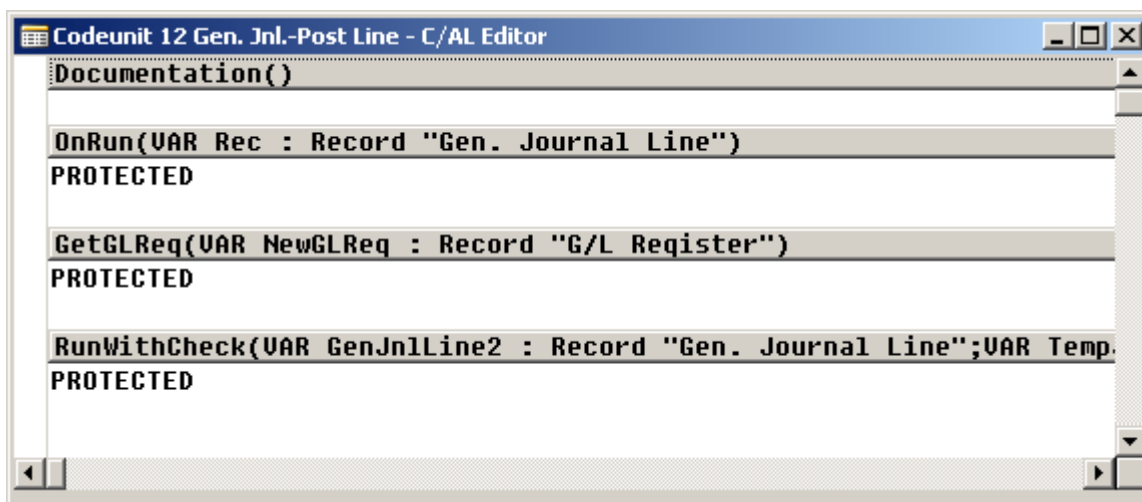 Codeunit 12 Gen. Jnl.-Post Line - C/AL Editor
Documentation()
OnRun(VAR Rec : Record "Gen. Journal Line")
PROTECTED
GetGLReg(VAR NewGLReg : Record "G/L Register")
PROTECTED
RunWithCheck(VAR GenJnlLine2 : Record "Gen. Journal Line";VAR Temp
PROTECTED